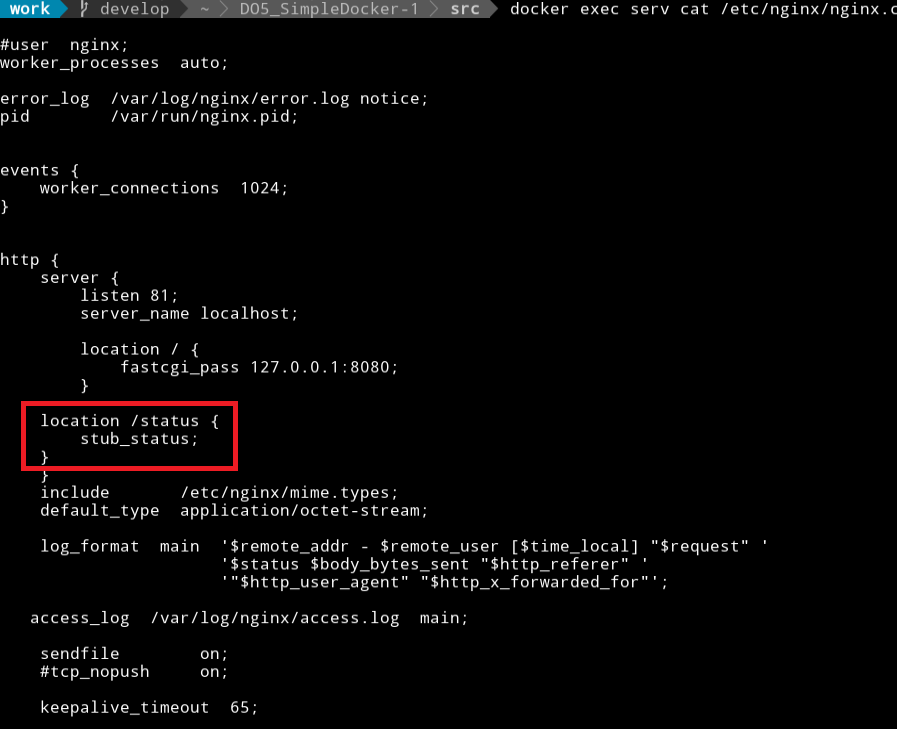 work develop ~ DO5_SimpleDocker-1 src docker exec serv cat /etc/nginx/nginx.c
#user  nginx;
worker_processes  auto;
error_log  /var/log/nginx/error.log notice;
pid        /var/run/nginx.pid;
events {
    worker_connections  1024;
}
http {
    server {
        listen 81;
        server_name localhost;
        location / {
            fastcgi_pass 127.0.0.1:8080;
        }
    location /status {
        stub_status;
    }
    }
    include       /etc/nginx/mime.types;
    default_type  application/octet-stream;
    log_format  main  '$remote_addr - $remote_user [$time_local] "$request" '
                      '$status $body_bytes_sent "$http_referer" '
                      '"$http_user_agent" "$http_x_forwarded_for"';
   access_log  /var/log/nginx/access.log  main;
    sendfile        on;
    #tcp_nopush     on;
    keepalive_timeout  65;